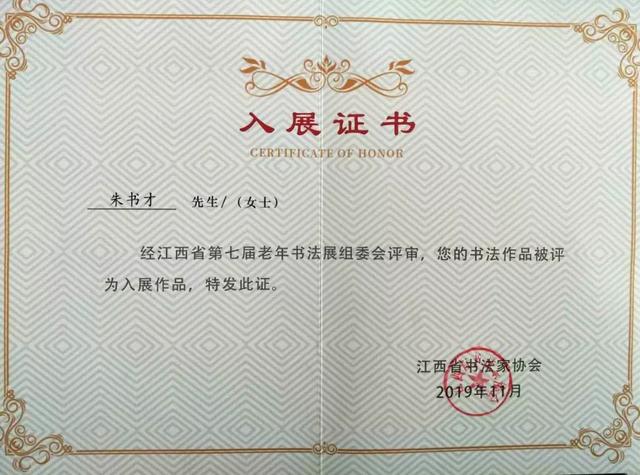 入展证书
CERTIFICATE OF HONOR
朱书才 先生/（女士）
经江西省第七届老年书法展组委会评审，您的书法作品被评
为入展作品，特发此证。
江西省书法家协会
2019年11月